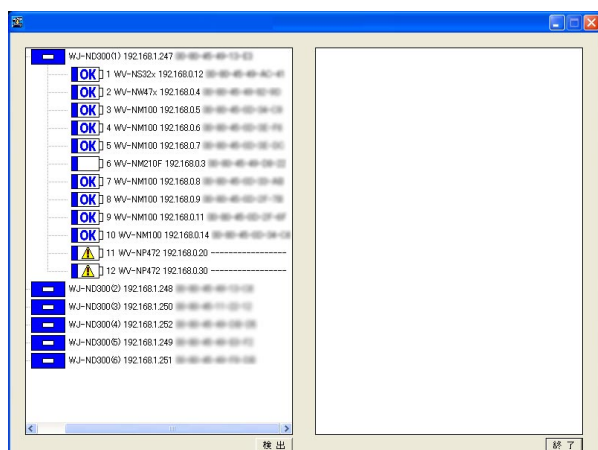 WJ-ND300(1) 192.168.1.247
OK 1 WV-NS32x 192.168.0.12
OK 2 WV-NW47x 192.168.0.4
OK 3 WV-NM100 192.168.0.5
OK 4 WV-NM100 192.168.0.6
OK 5 WV-NM100 192.168.0.7
6 WV-NM210F 192.168.0.3
OK 7 WV-NM100 192.168.0.8
OK 8 WV-NM100 192.168.0.9
OK 9 WV-NM100 192.168.0.11
OK 10 WV-NM100 192.168.0.14
11 WV-NP472 192.168.0.20 -----------------
12 WV-NP472 192.168.0.30 -----------------
WJ-ND300(2) 192.168.1.248
WJ-ND300(3) 192.168.1.250
WJ-ND300(4) 192.168.1.252
WJ-ND300(5) 192.168.1.249
WJ-ND300(6) 192.168.1.251
検出
終了